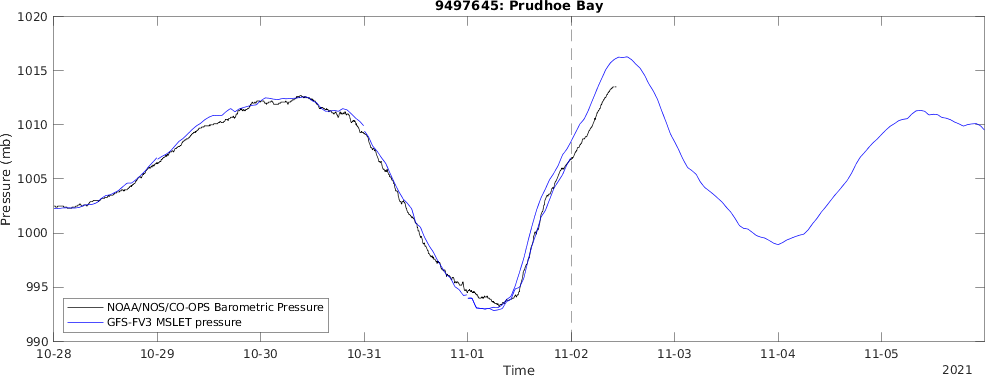 9497645: Prudhoe Bay
1020
1015
1010
1005
1000
995
990
Pressure (mb)
NOAA/NOS/CO-OPS Barometric Pressure
GFS-FV3 MSLET pressure
10-28 10-29 10-30 10-31 11-01 11-02 11-03 11-04 11-05
Time
2021